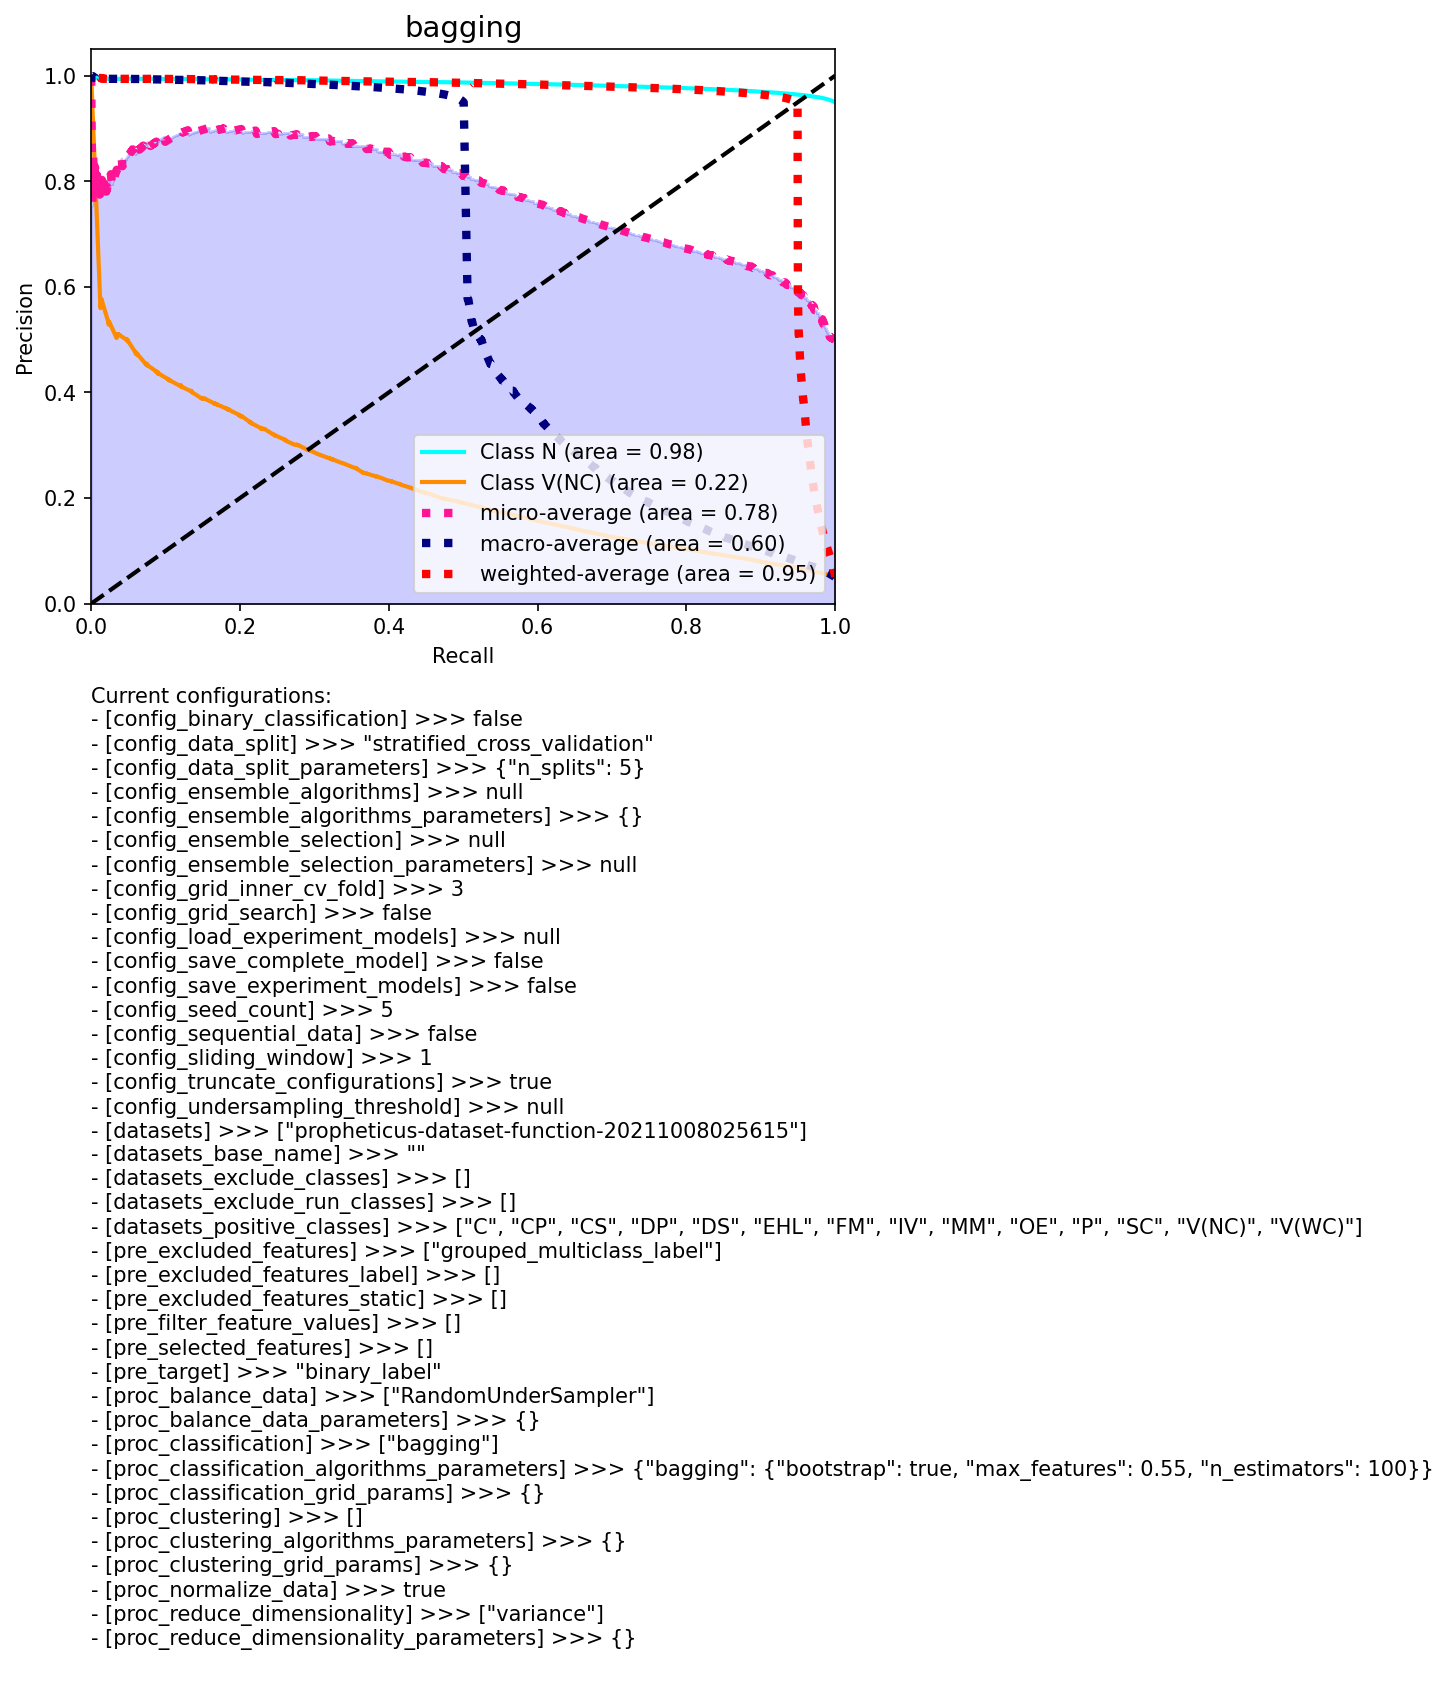 bagging
1.0
0.8
0.6
0.4
0.2
0.0
Precision
0.0 0.2 0.4 0.6 0.8 1.0
Recall
Class N (area = 0.98)
Class V(NC) (area = 0.22)
micro-average (area = 0.78)
macro-average (area = 0.60)
weighted-average (area = 0.95)
Current configurations:
- [config_binary_classification] >>> false
- [config_data_split] >>> "stratified_cross_validation"
- [config_data_split_parameters] >>> {"n_splits": 5}
- [config_ensemble_algorithms] >>> null
- [config_ensemble_algorithms_parameters] >>> {}
- [config_ensemble_selection] >>> null
- [config_ensemble_selection_parameters] >>> null
- [config_grid_inner_cv_fold] >>> 3
- [config_grid_search] >>> false
- [config_load_experiment_models] >>> null
- [config_save_complete_model] >>> false
- [config_save_experiment_models] >>> false
- [config_seed_count] >>> 5
- [config_sequential_data] >>> false
- [config_sliding_window] >>> 1
- [config_truncate_configurations] >>> true
- [config_undersampling_threshold] >>> null
- [datasets] >>> ["propheticus-dataset-function-20211008025615"]
- [datasets_base_name] >>> ""
- [datasets_exclude_classes] >>> []
- [datasets_exclude_run_classes] >>> []
- [datasets_positive_classes] >>> ["C", "CP", "CS", "DP", "DS", "EHL", "FM", "IV", "MM", "OE", "P", "SC", "V(NC)", "V(WC)"]
- [pre_excluded_features] >>> ["grouped_multiclass_label"]
- [pre_excluded_features_label] >>> []
- [pre_excluded_features_static] >>> []
- [pre_filter_feature_values] >>> []
- [pre_selected_features] >>> []
- [pre_target] >>> "binary_label"
- [proc_balance_data] >>> ["RandomUnderSampler"]
- [proc_balance_data_parameters] >>> {}
- [proc_classification] >>> ["bagging"]
- [proc_classification_algorithms_parameters] >>> {"bagging": {"bootstrap": true, "max_features": 0.55, "n_estimators": 100}}
- [proc_classification_grid_params] >>> {}
- [proc_clustering] >>> []
- [proc_clustering_algorithms_parameters] >>> {}
- [proc_clustering_grid_params] >>> {}
- [proc_normalize_data] >>> true
- [proc_reduce_dimensionality] >>> ["variance"]
- [proc_reduce_dimensionality_parameters] >>> {}